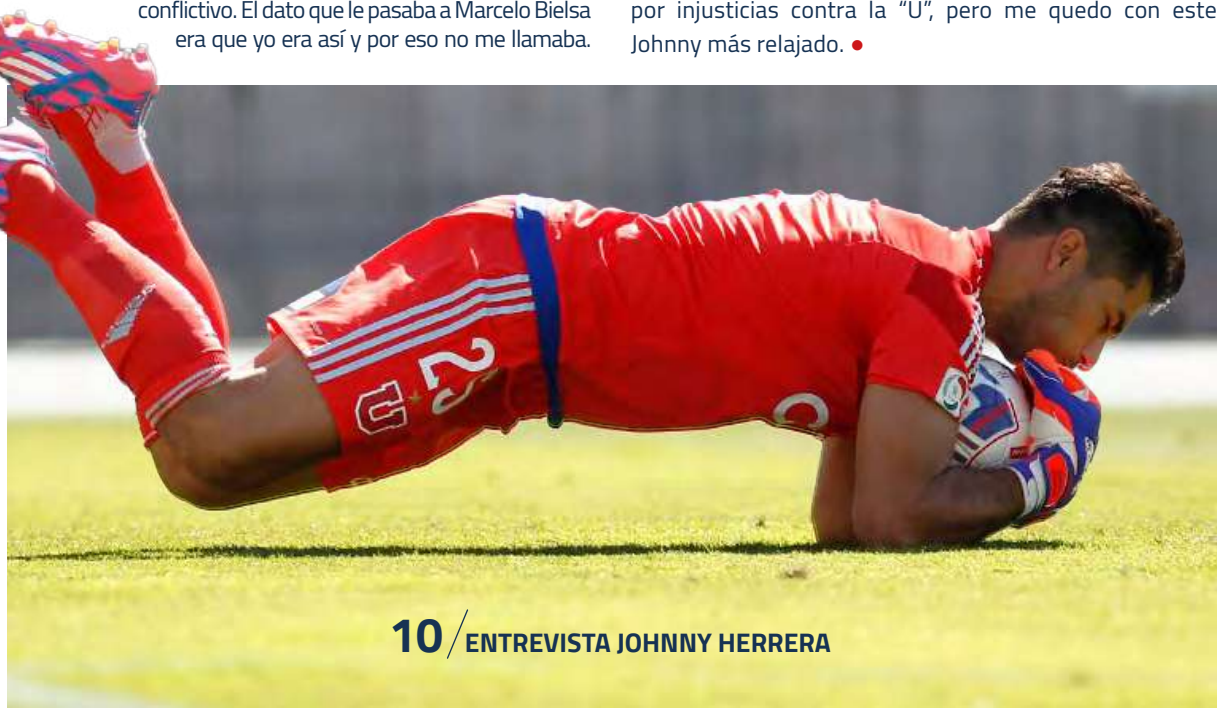 conflictivo. El dato que le pasaba a Marcelo Bielsa
era que yo era así y por eso no me llamaba.
por injusticias contra la "U", pero me quedo con este
Johnny más relajado. •
25
U
10/ENTREVISTA JOHNNY HERRERA